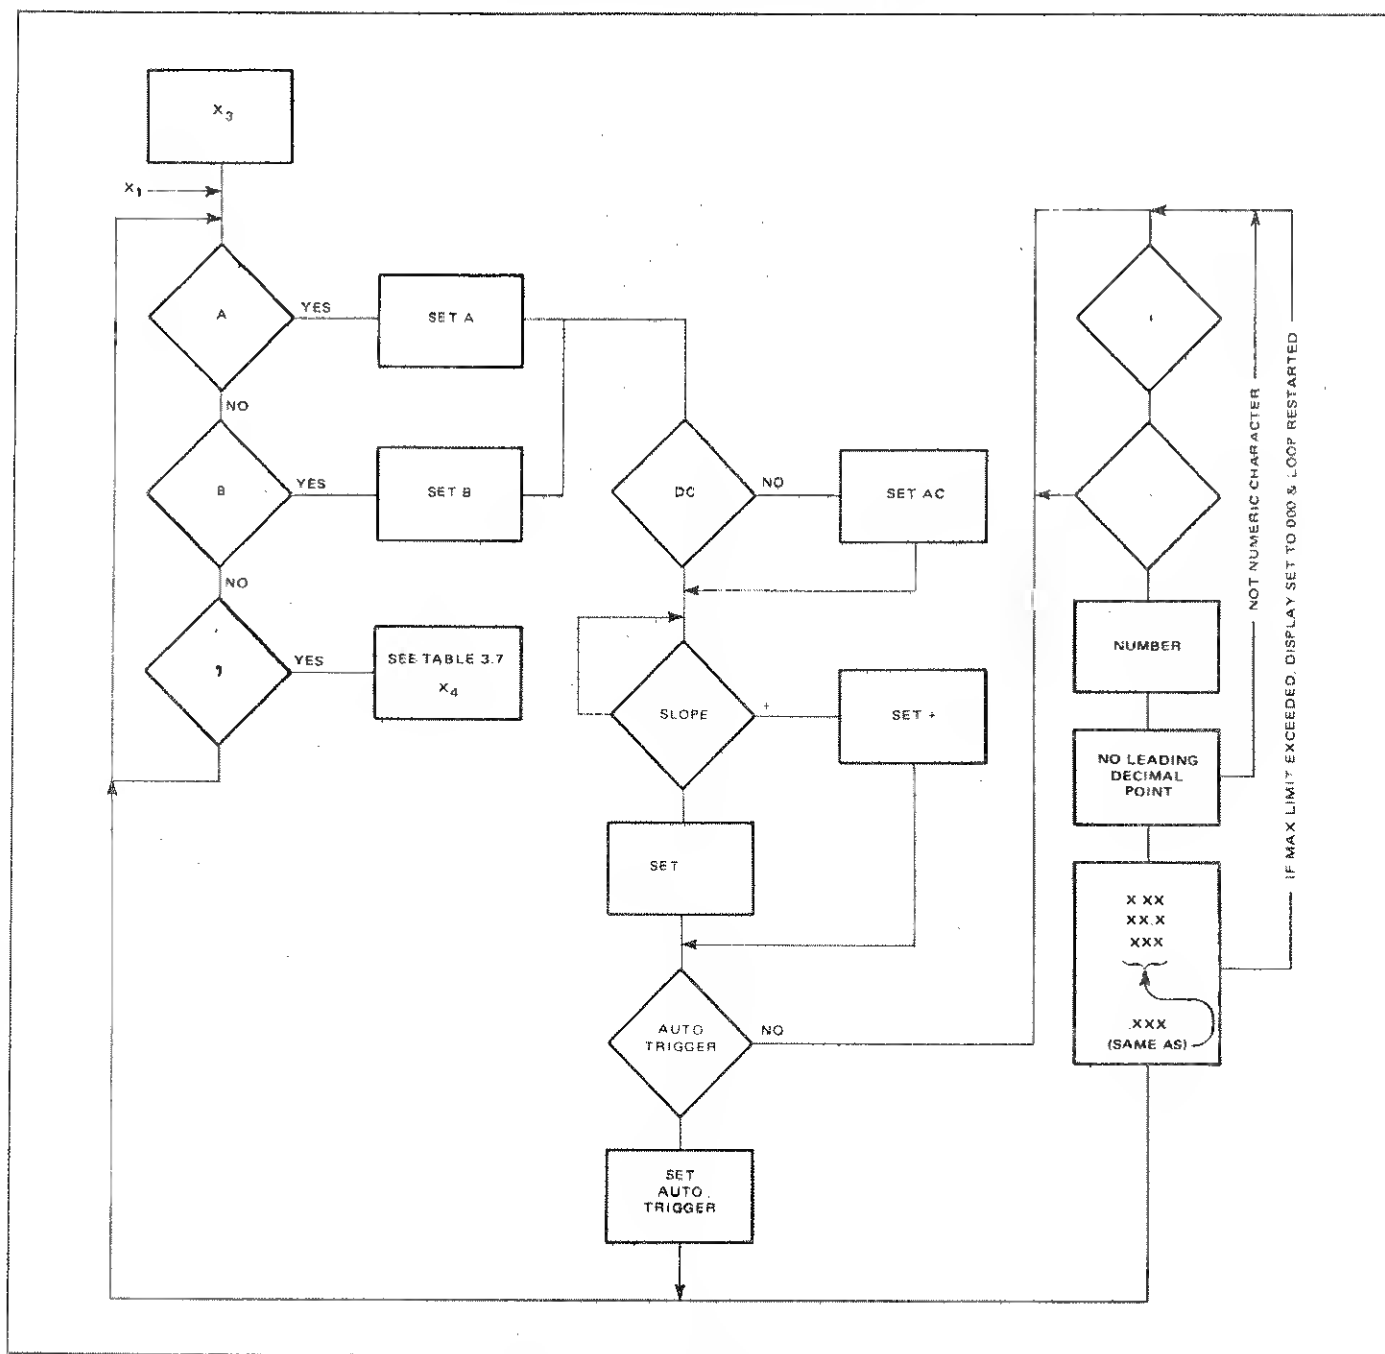 X3
X1
A
YES
SET A
NO
B
YES
SET B
NO
,
YES
SEE TABLE 3.7
X4
DC
NO
SET AC
SLOPE
+
SET +
SET
AUTO
TRIGGER
NO
SET
AUTO
TRIGGER
NUMBER
NO LEADING
DECIMAL
POINT
X XX
XX.X
XXX
.XXX
(SAME AS)
NOT NUMERIC CHARACTER
IF MAX LIMIT EXCEEDED, DISPLAY SET TO 000 & LOOP RESTARTED